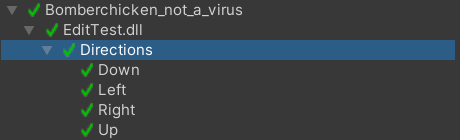 Bomberchicken_not_a_virus
EditTest.dll
Directions
Down
Left
Right
Up